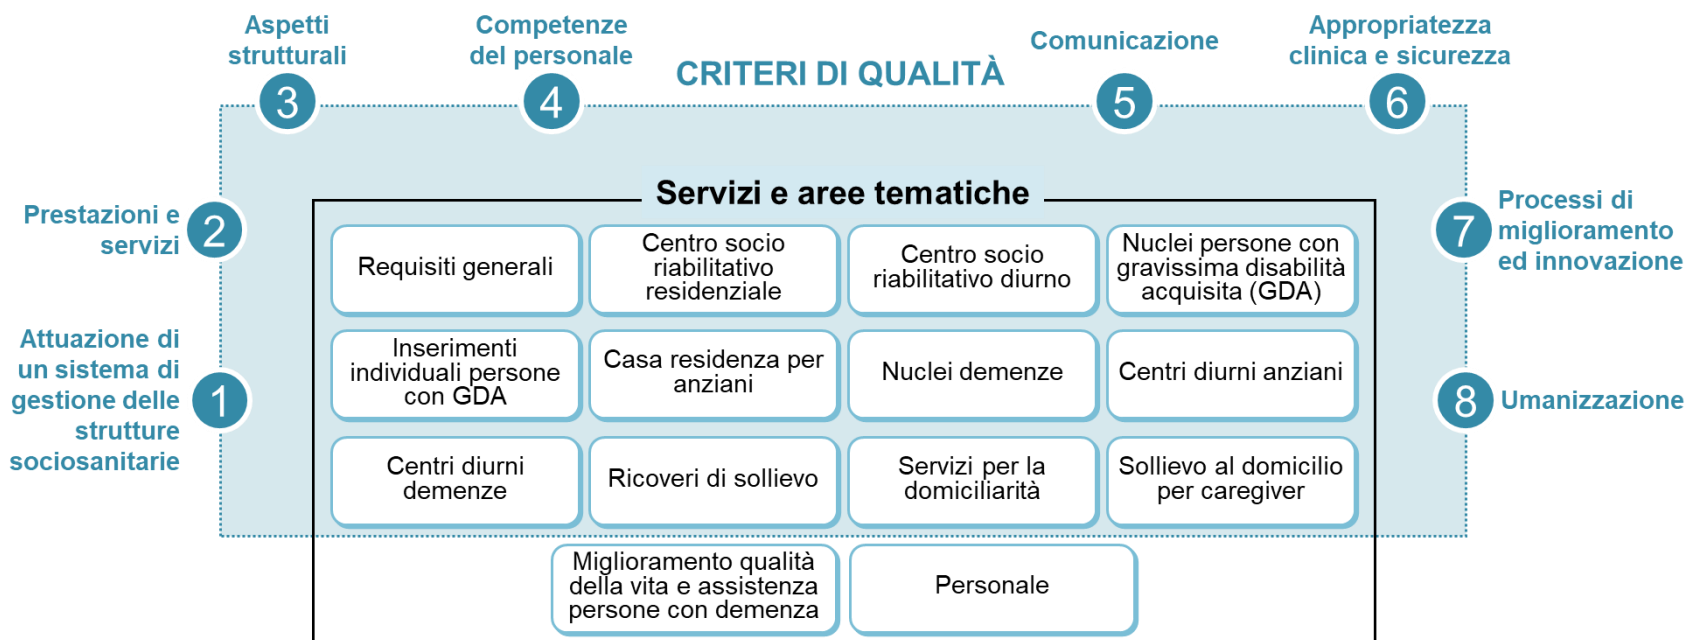 Aspetti
strutturali
3
Competenze
del personale
4
CRITERI DI QUALITÀ
Comunicazione
5
Appropriatezza
clinica e sicurezza
6
Prestazioni e
servizi
2
Attuazione di
un sistema di
gestione delle
strutture
sociosanitarie
1
Servizi e aree tematiche
Requisiti generali
Centro socio
riabilitativo
residenziale
Centro socio
riabilitativo diurno
Nuclei persone con
gravissima disabilità
acquisita (GDA)
Inserimenti
individuali persone
con GDA
Casa residenza per
anziani
Nuclei demenze
Centri diurni anziani
Centri diurni
demenze
Ricoveri di sollievo
Servizi per la
domiciliarità
Sollievo al domicilio
per caregiver
Miglioramento qualità
della vita e assistenza
persone con demenza
Personale
7
Processi di
miglioramento
ed innovazione
8
Umanizzazione